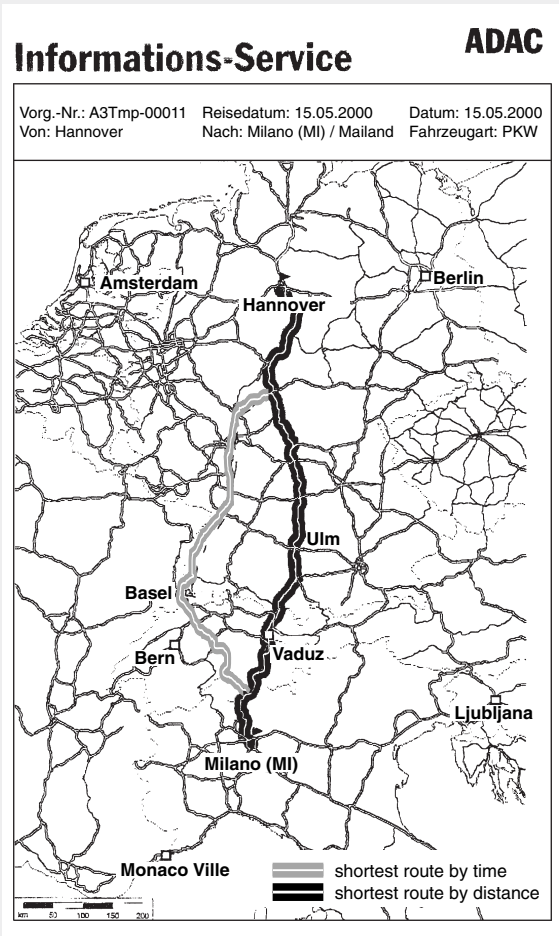 ADAC
Informations-Service
Vorg.-Nr.: A3Tmp-00011 Reisedatum: 15.05.2000 Datum: 15.05.2000
Von: Hannover Nach: Milano (MI) / Mailand Fahrzeugart: PKW
Amsterdam
Berlin
Hannover
Ulm
Basel
Bern
Vaduz
Ljubljana
Milano (MI)
Monaco Ville
shortest route by time
shortest route by distance
km 50 100 150 200